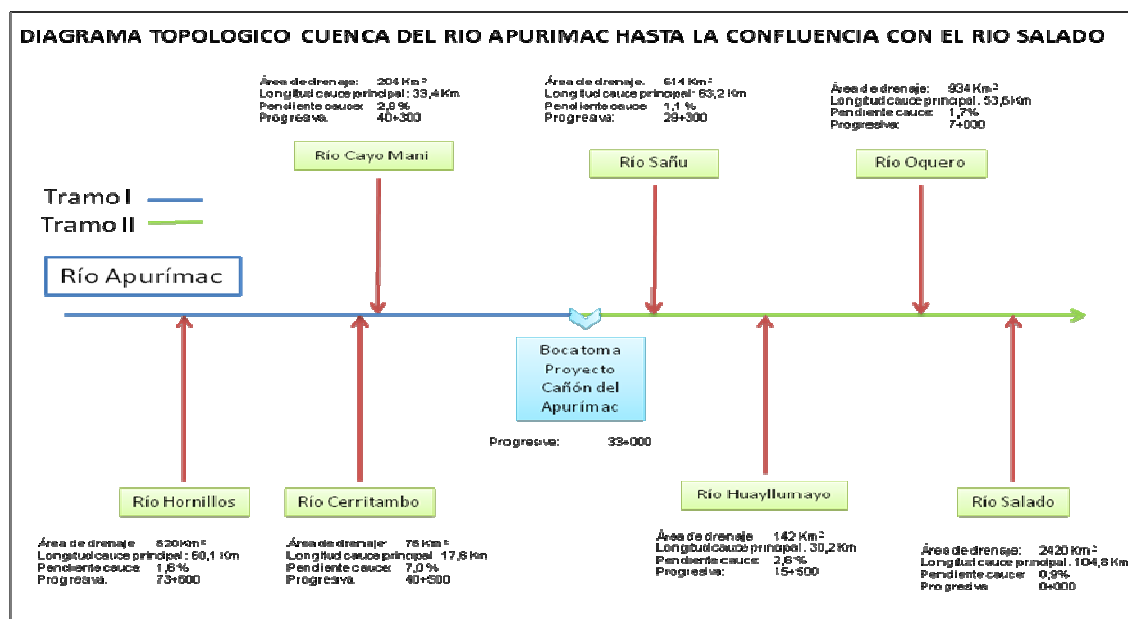 DIAGRAMA TOPOLOGICO CUENCA DEL RIO APURIMAC HASTA LA CONFLUENCIA CON EL RIO SALADO
Área de drenaje: 204 Km²
Longitud cauce principal: 33,4 Km
Pendiente cauce: 2,8 %
Progresiva: 40+300
Río Cayo Mani
Área de drenaje: 614 Km²
Longitud cauce principal: 63,2 Km
Pendiente cauce: 1,1 %
Progresiva: 29+300
Río Sañu
Área de drenaje: 934 Km²
Longitud cauce principal: 53,6 Km
Pendiente cauce: 1,7%
Progresiva: 7+000
Río Oquero
Tramo I
Tramo II
Río Apurímac
Bocatoma
Proyecto
Cañón del
Apurímac
Progresiva: 33+000
Río Hornillos
Área de drenaje 820 Km²
Longitud cauce principal: 60,1 Km
Pendiente cauce: 1,6%
Progresiva: 73+600
Río Cerritambo
Área de drenaje: 76 Km²
Longitud cauce principal: 17,6 Km
Pendiente cauce: 7,0 %
Progresiva: 40+500
Río Huayllumayo
Área de drenaje 142 Km²
Longitud cauce principal: 30,2 Km
Pendiente cauce: 2,6%
Progresiva: 15+500
Río Salado
Área de drenaje: 2420 Km²
Longitud cauce principal: 104,8 Km
Pendiente cauce: 0,9%
Progresiva 0+000